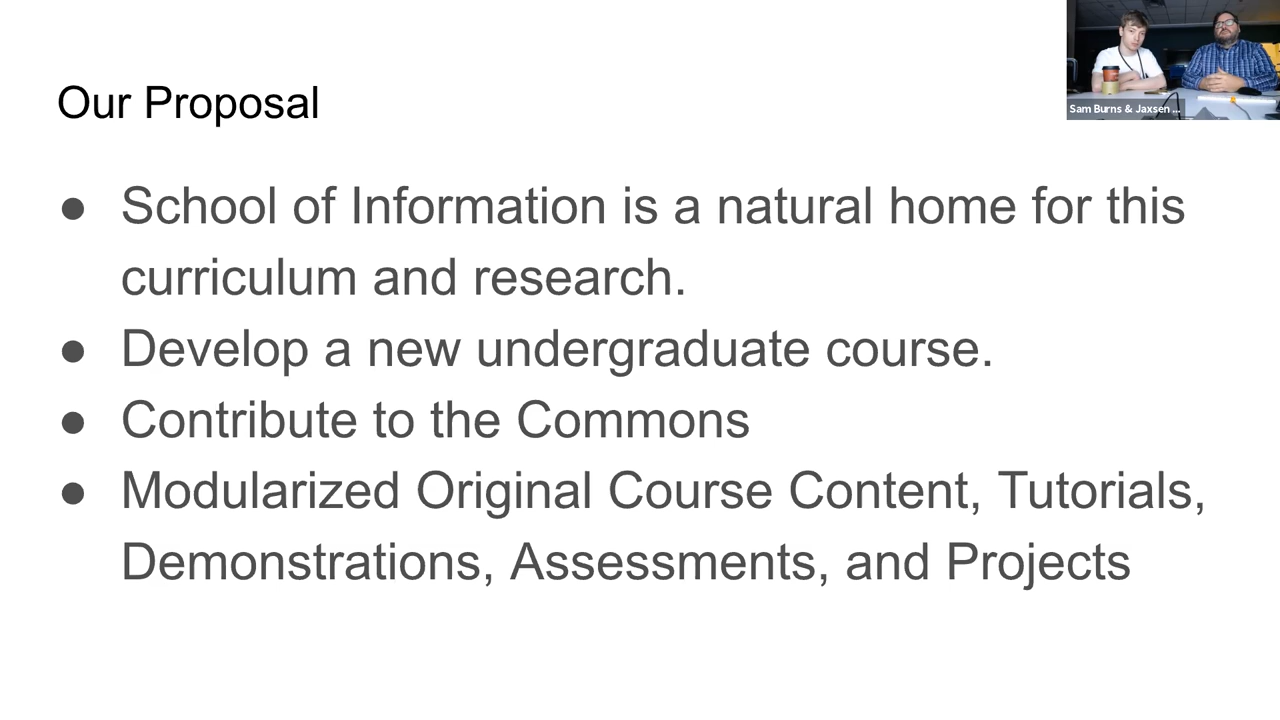 Our Proposal
Sam Burns & Jaxsen ...
● School of Information is a natural home for this
curriculum and research.
● Develop a new undergraduate course.
● Contribute to the Commons
● Modularized Original Course Content, Tutorials,
Demonstrations, Assessments, and Projects